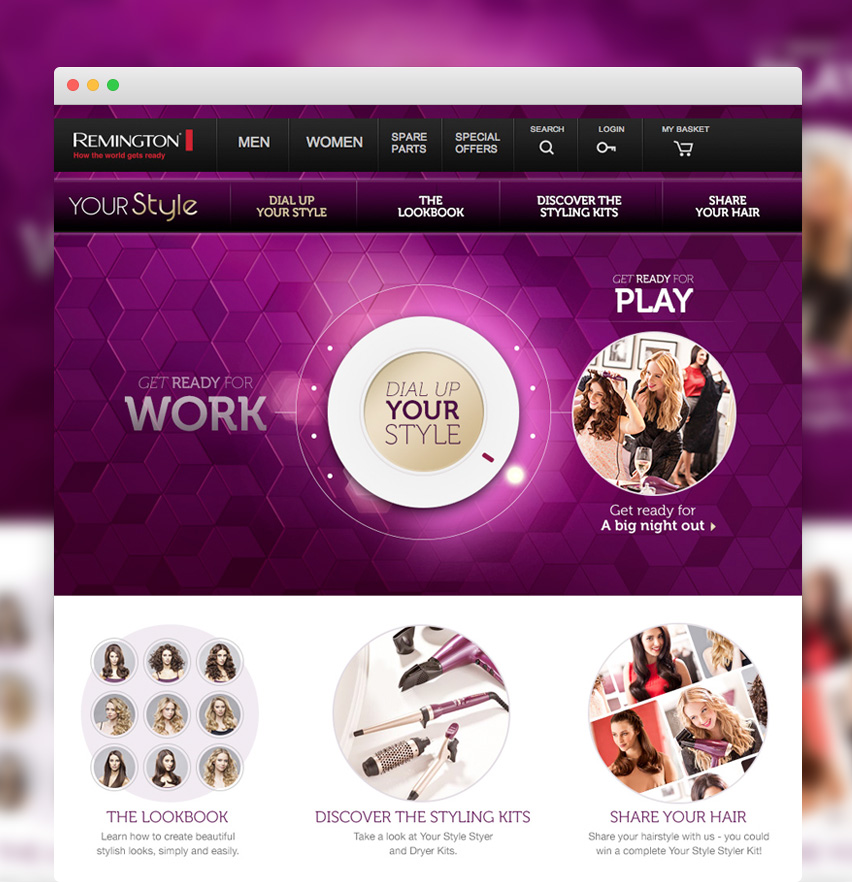 REMINGTON
How the world gets ready
MEN
WOMEN
SPARE
PARTS
SPECIAL
OFFERS
SEARCH
LOGIN
MY BASKET
YOUR Style
DIAL UP
YOUR STYLE
THE
LOOKBOOK
DISCOVER THE
STYLING KITS
SHARE
YOUR HAIR
GET READY FOR
WORK
DIAL UP
YOUR
STYLE
GET READY FOR
PLAY
Get ready for
A big night out
THE LOOKBOOK
Learn how to create beautiful
stylish looks, simply and easily.
DISCOVER THE STYLING KITS
Take a look at Your Style Styer
and Dryer Kits.
SHARE YOUR HAIR
Share your hairstyle with us - you could
win a complete Your Style Styler Kit!
PLAY